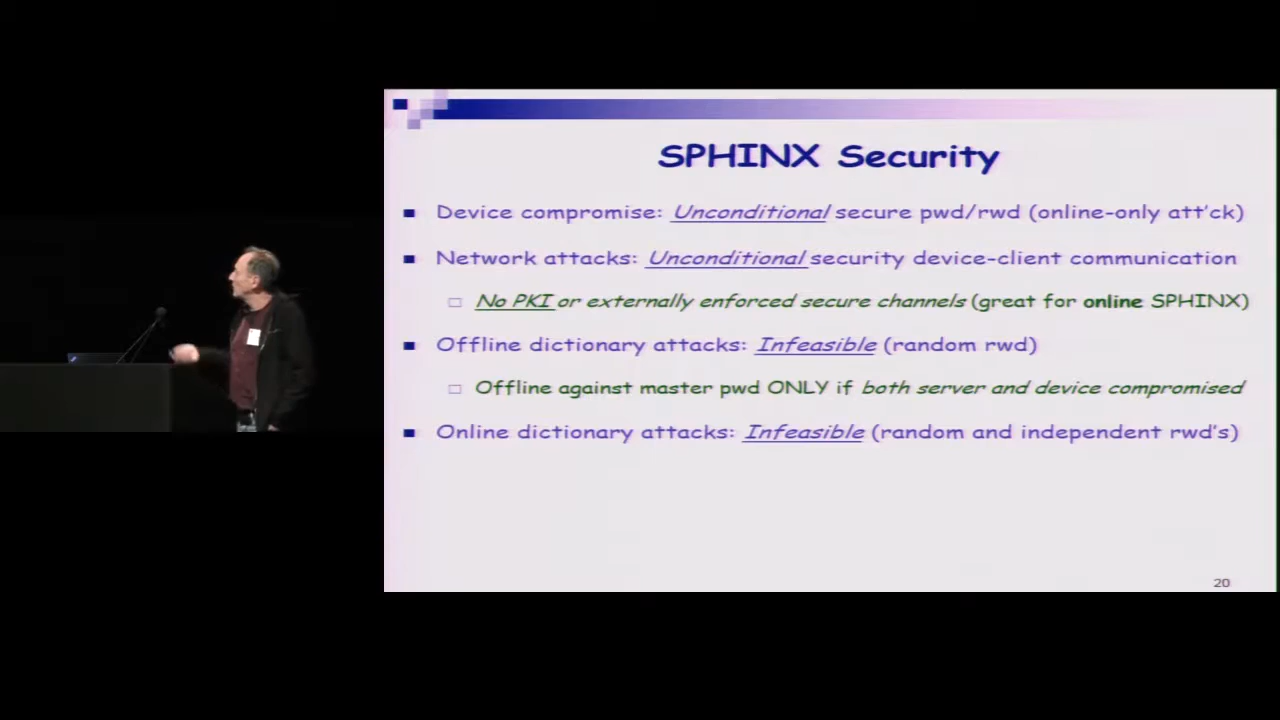 SPHINX Security
Device compromise: Unconditional secure pwd/rwd (online-only att'ck)
Network attacks: Unconditional security device-client communication
No PKI or externally enforced secure channels (great for online SPHINX)
Offline dictionary attacks: Infeasible (random rwd)
Offline against master pwd ONLY if both server and device compromised
Online dictionary attacks: Infeasible (random and independent rwd's)
20